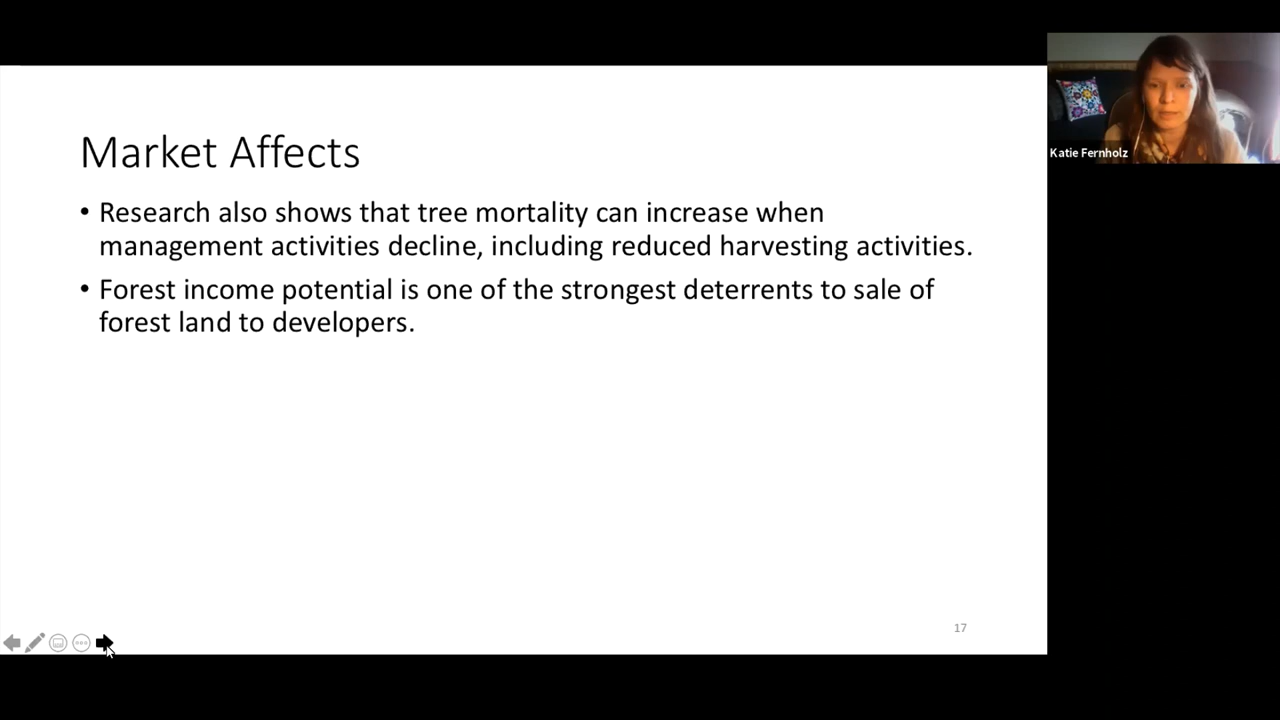 Market Affects
• Research also shows that tree mortality can increase when
management activities decline, including reduced harvesting activities.
• Forest income potential is one of the strongest deterrents to sale of
forest land to developers.
17
Katie Fernholz